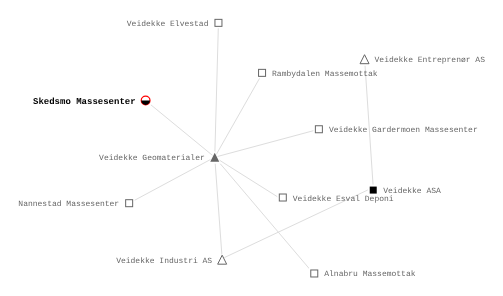 Veidekke Elvestad
Veidekke Entreprenør AS
Rambydalen Massemottak
Skedsmo Massesenter
Veidekke Gardermoen Massesenter
Veidekke Geomaterialer
Veidekke ASA
Veidekke Esval Deponi
Nannestad Massesenter
Veidekke Industri AS
Alnabru Massemottak